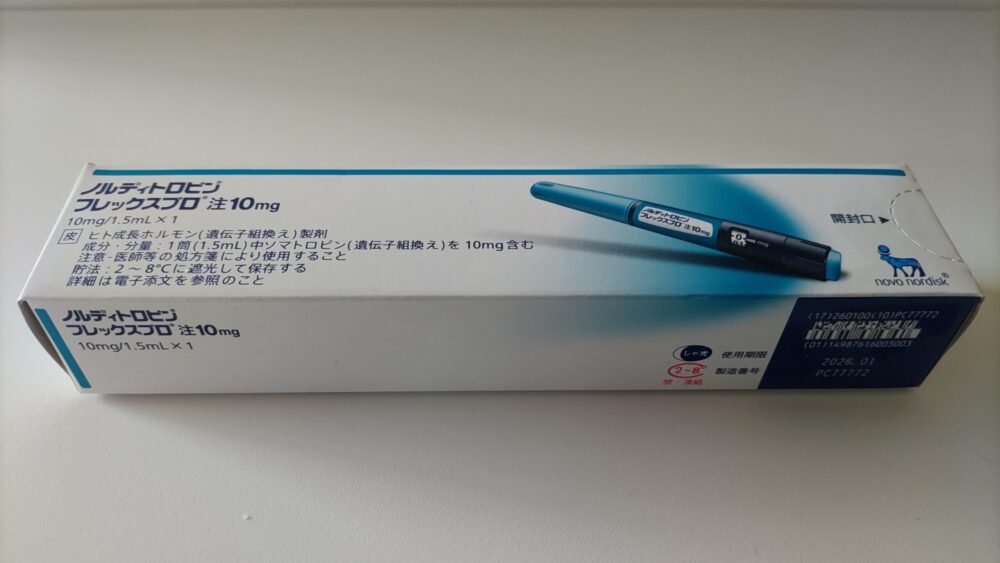 ノルディトロピン
フレックスプロ® 注10mg
10mg/1.5mL×1
皮 ヒト成長ホルモン(遺伝子組換え)製剤
成分・分量：1筒(1.5mL)中ソマトロピン(遺伝子組換え)を10mg含む
注意-医師等の処方箋により使用すること
貯法：2～8℃に遮光して保存する
詳細は電子添文を参照のこと
ノルディトロピン
フレックスプロ® 注10mg
mg
開封口▶
novo nordisk®
ノルディトロピン
フレックスプロ® 注10mg
10mg/1.5mL×1
しゃ光
2～8°
禁・凍結
使用期限
製造番号
(17)260100(10)PC77772
(01)14987616003003
2026.01
PC77772